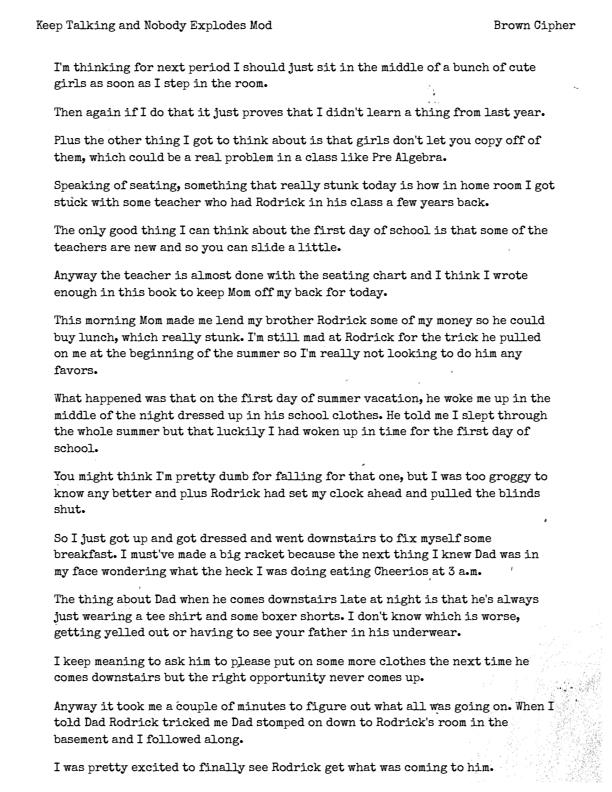 Keep Talking and Nobody Explodes Mod Brown Cipher
I'm thinking for next period I should just sit in the middle of a bunch of cute
girls as soon as I step in the room.
Then again if I do that it just proves that I didn't learn a thing from last year.
Plus the other thing I got to think about is that girls don't let you copy off of
them, which could be a real problem in a class like Pre Algebra.
Speaking of seating, something that really stunk today is how in home room I got
stuck with some teacher who had Rodrick in his class a few years back.
The only good thing I can think about the first day of school is that some of the
teachers are new and so you can slide a little.
Anyway the teacher is almost done with the seating chart and I think I wrote
enough in this book to keep Mom off my back for today.
This morning Mom made me lend my brother Rodrick some of my money so he could
buy lunch, which really stunk. I'm still mad at Rodrick for the trick he pulled
on me at the beginning of the summer so I'm really not looking to do him any
favors.
What happened was that on the first day of summer vacation, he woke me up in the
middle of the night dressed up in his school clothes. He told me I slept through
the whole summer but that luckily I had woken up in time for the first day of
school.
You might think I'm pretty dumb for falling for that one, but I was too groggy to
know any better and plus Rodrick had set my clock ahead and pulled the blinds
shut.
So I just got up and got dressed and went downstairs to fix myself some
breakfast. I must've made a big racket because the next thing I knew Dad was in
my face wondering what the heck I was doing eating Cheerios at 3 a.m.
The thing about Dad when he comes downstairs late at night is that he's always
just wearing a tee shirt and some boxer shorts. I don't know which is worse,
getting yelled out or having to see your father in his underwear.
I keep meaning to ask him to please put on some more clothes the next time he
comes downstairs but the right opportunity never comes up.
Anyway it took me a couple of minutes to figure out what all was going on. When I
told Dad Rodrick tricked me Dad stomped on down to Rodrick's room in the
basement and I followed along.
I was pretty excited to finally see Rodrick get what was coming to him.